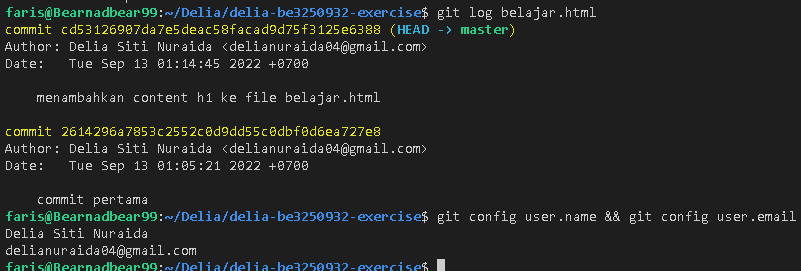 faris@Bearnadbear99:~/Delia/delia-be3250932-exercise$ git log belajar.html
commit cd53126907da7e5deac58facad9d75f3125e6388 (HEAD -> master)
Author: Delia Siti Nuraida <delianuraida04@gmail.com>
Date:   Tue Sep 13 01:14:45 2022 +0700
    menambahkan content h1 ke file belajar.html
commit 2614296a7853c2552c0d9dd55c0dbf0d6ea727e8
Author: Delia Siti Nuraida <delianuraida04@gmail.com>
Date:   Tue Sep 13 01:05:21 2022 +0700
    commit pertama
faris@Bearnadbear99:~/Delia/delia-be3250932-exercise$ git config user.name && git config user.email
Delia Siti Nuraida
delianuraida04@gmail.com
faris@Bearnadbear99:~/Delia/delia-be3250932-exercise$